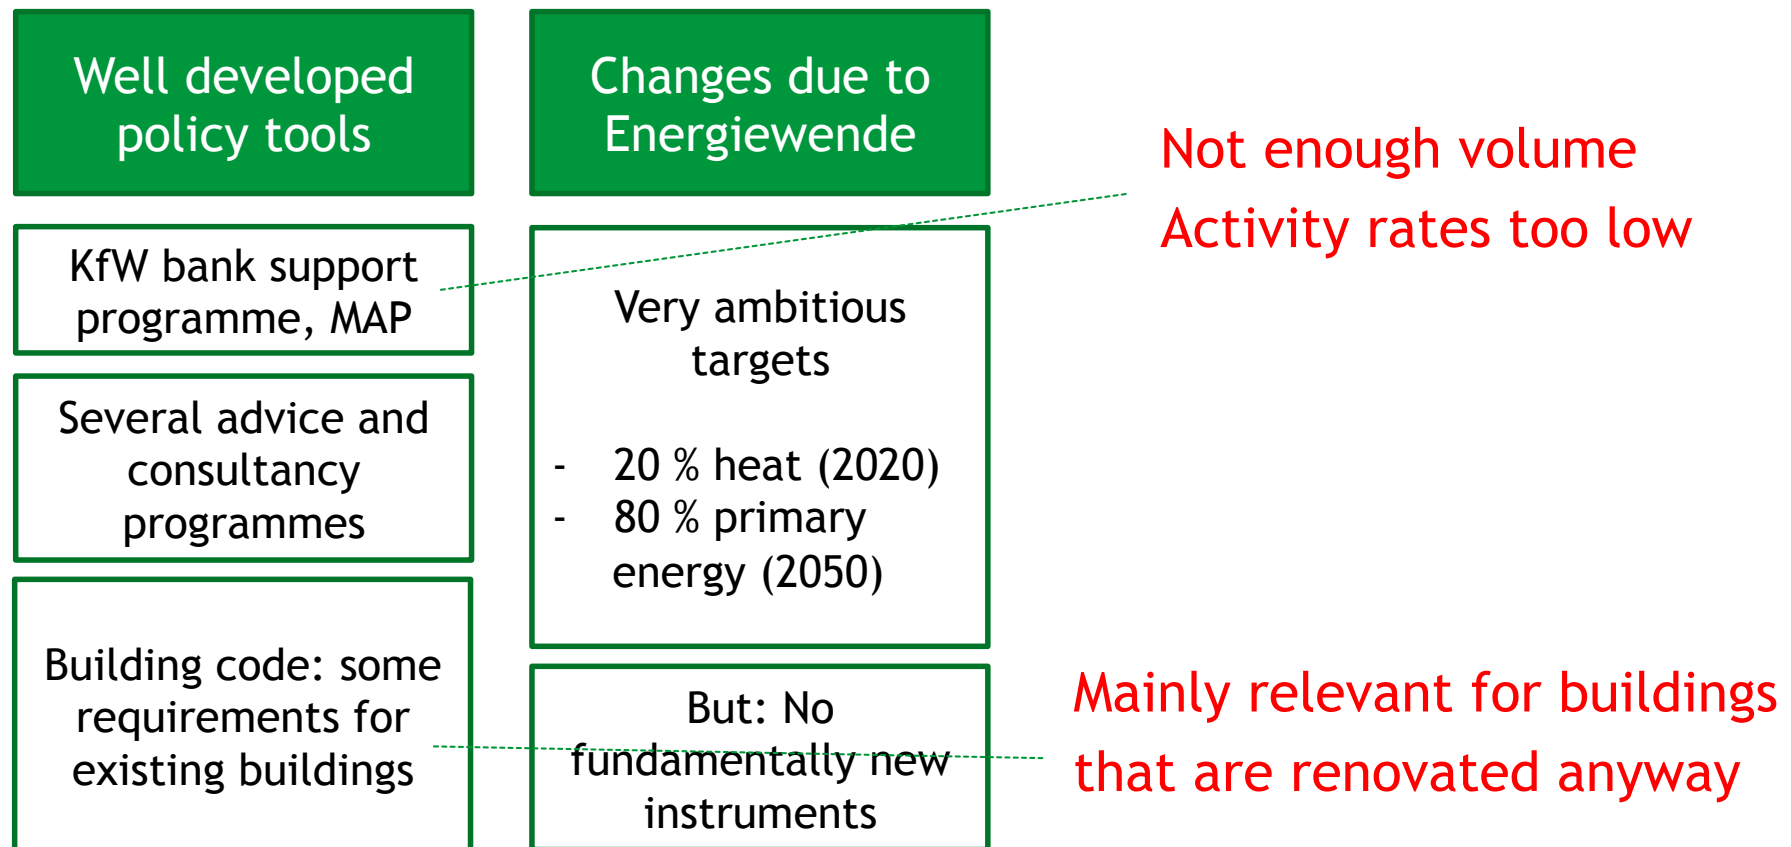 Well developed
policy tools
KfW bank support
programme, MAP
Several advice and
consultancy
programmes
Building code: some
requirements for
existing buildings
Changes due to
Energiewende
Very ambitious
targets
- 20 % heat (2020)
- 80 % primary
energy (2050)
But: No
fundamentally new
instruments
Not enough volume
Activity rates too low
Mainly relevant for buildings
that are renovated anyway